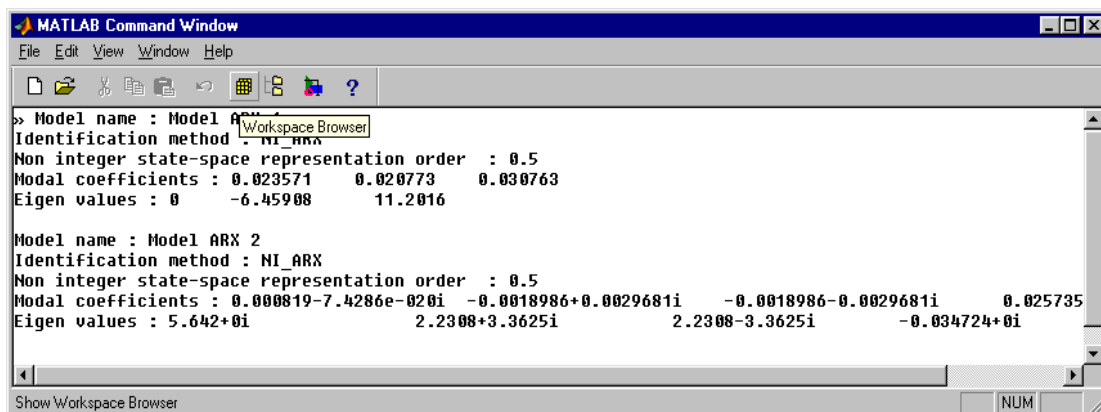 MATLAB Command Window
File Edit View Window Help
?
» Model name : Model
Workspace Browser
Identification method : NI_ARX
Non integer state-space representation order : 0.5
Modal coefficients : 0.023571 0.020773 0.030763
Eigen values : 0 -6.45908 11.2016
Model name : Model ARX 2
Identification method : NI_ARX
Non integer state-space representation order : 0.5
Modal coefficients : 0.000819-7.4286e-020i -0.0018986+0.0029681i -0.0018986-0.0029681i 0.025735
Eigen values : 5.642+0i 2.2308+3.3625i 2.2308-3.3625i -0.034724+0i
Show Workspace Browser NUM